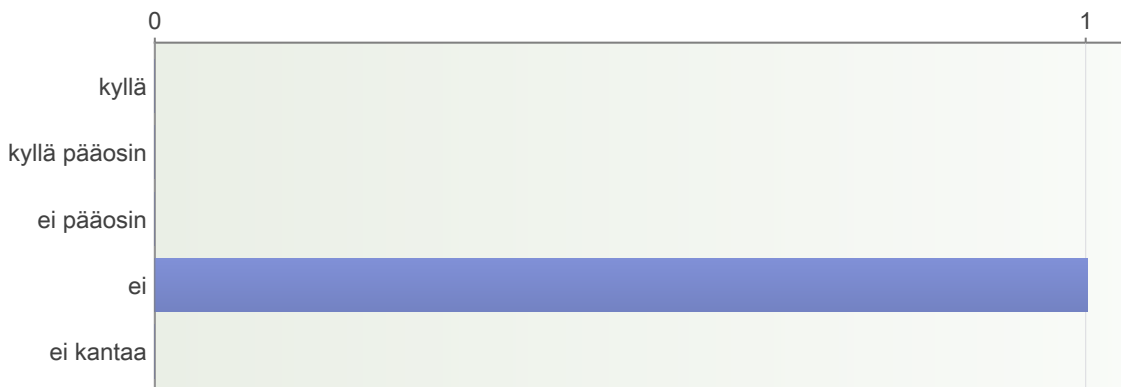 0 1
kyllä
kyllä pääosin
ei pääosin
ei
ei kantaa